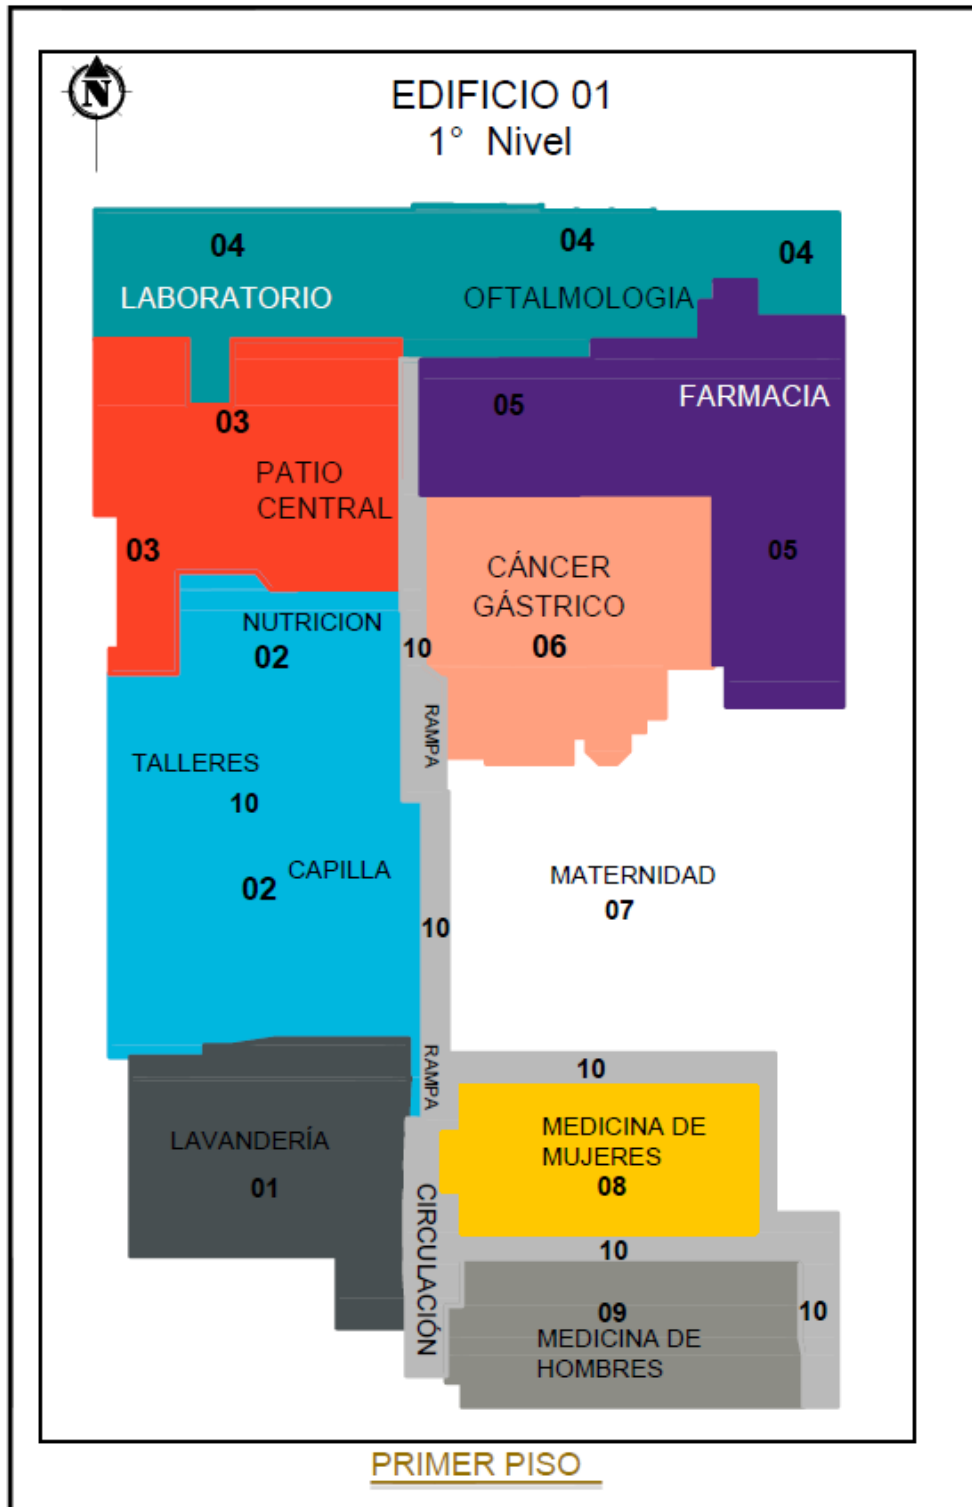 N
EDIFICIO 01
1° Nivel
04
04
04
LABORATORIO
OFTALMOLOGIA
05
FARMACIA
03
PATIO
CENTRAL
03
05
CÁNCER
GÁSTRICO
06
NUTRICION
02
10
RAMPA
TALLERES
10
CAPILLA
02
MATERNIDAD
07
10
RAMPA
10
MEDICINA DE
MUJERES
08
LAVANDERÍA
01
CIRCULACIÓN
10
09
MEDICINA DE
HOMBRES
10
PRIMER PISO